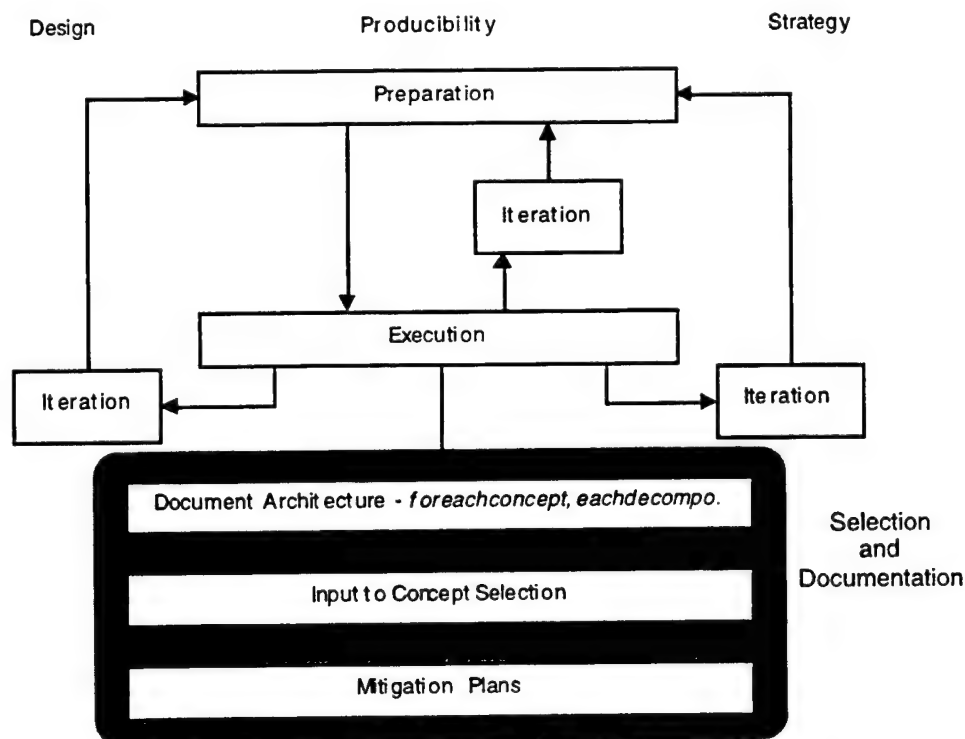 Design
Producibility
Strategy
Preparation
Iteration
Execution
Iteration
Iteration
Document Architecture - foreachconcept, eachdecompo.
Selection
and
Documentation
Input to Concept Selection
Mitigation Plans